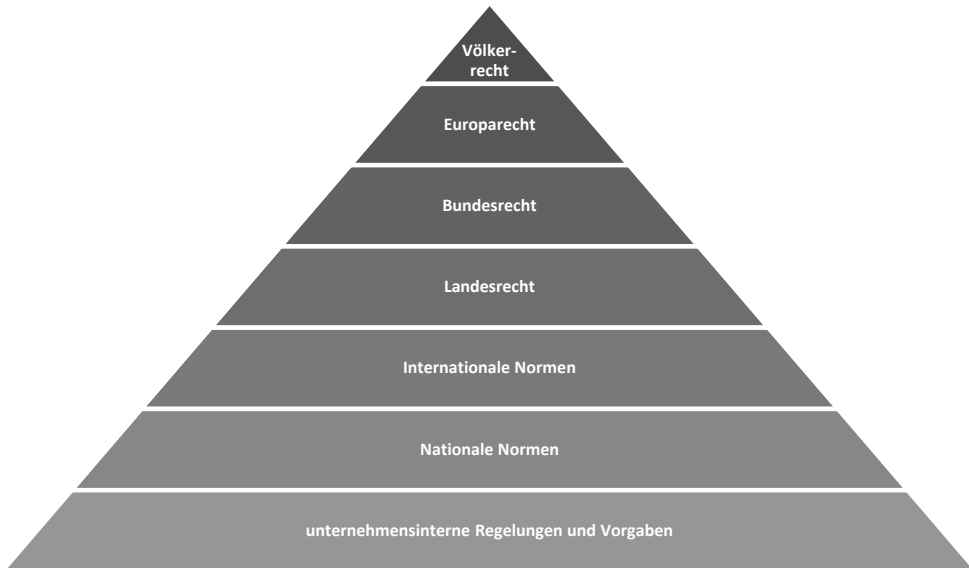 Völker-
recht
Europarecht
Bundesrecht
Landesrecht
Internationale Normen
Nationale Normen
unternehmensinterne Regelungen und Vorgaben